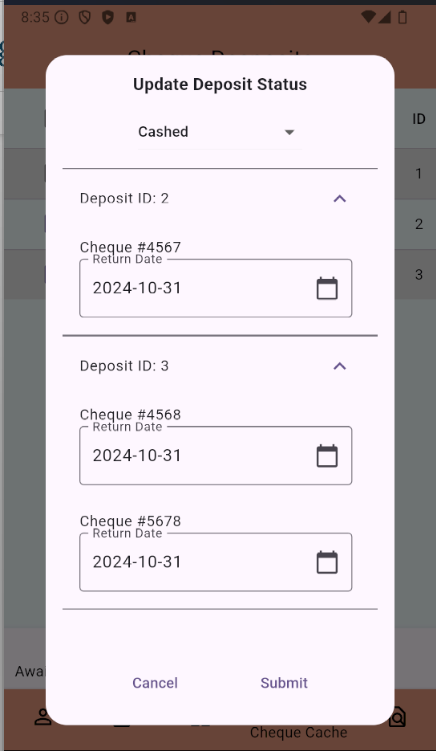 8:35
Update Deposit Status
Cashed
ID
Deposit ID: 2
1
2
Cheque #4567
Return Date
3
2024-10-31
Deposit ID: 3
Cheque #4568
Return Date
2024-10-31
Cheque #5678
Return Date
2024-10-31
Cancel
Submit
Cheque Cache